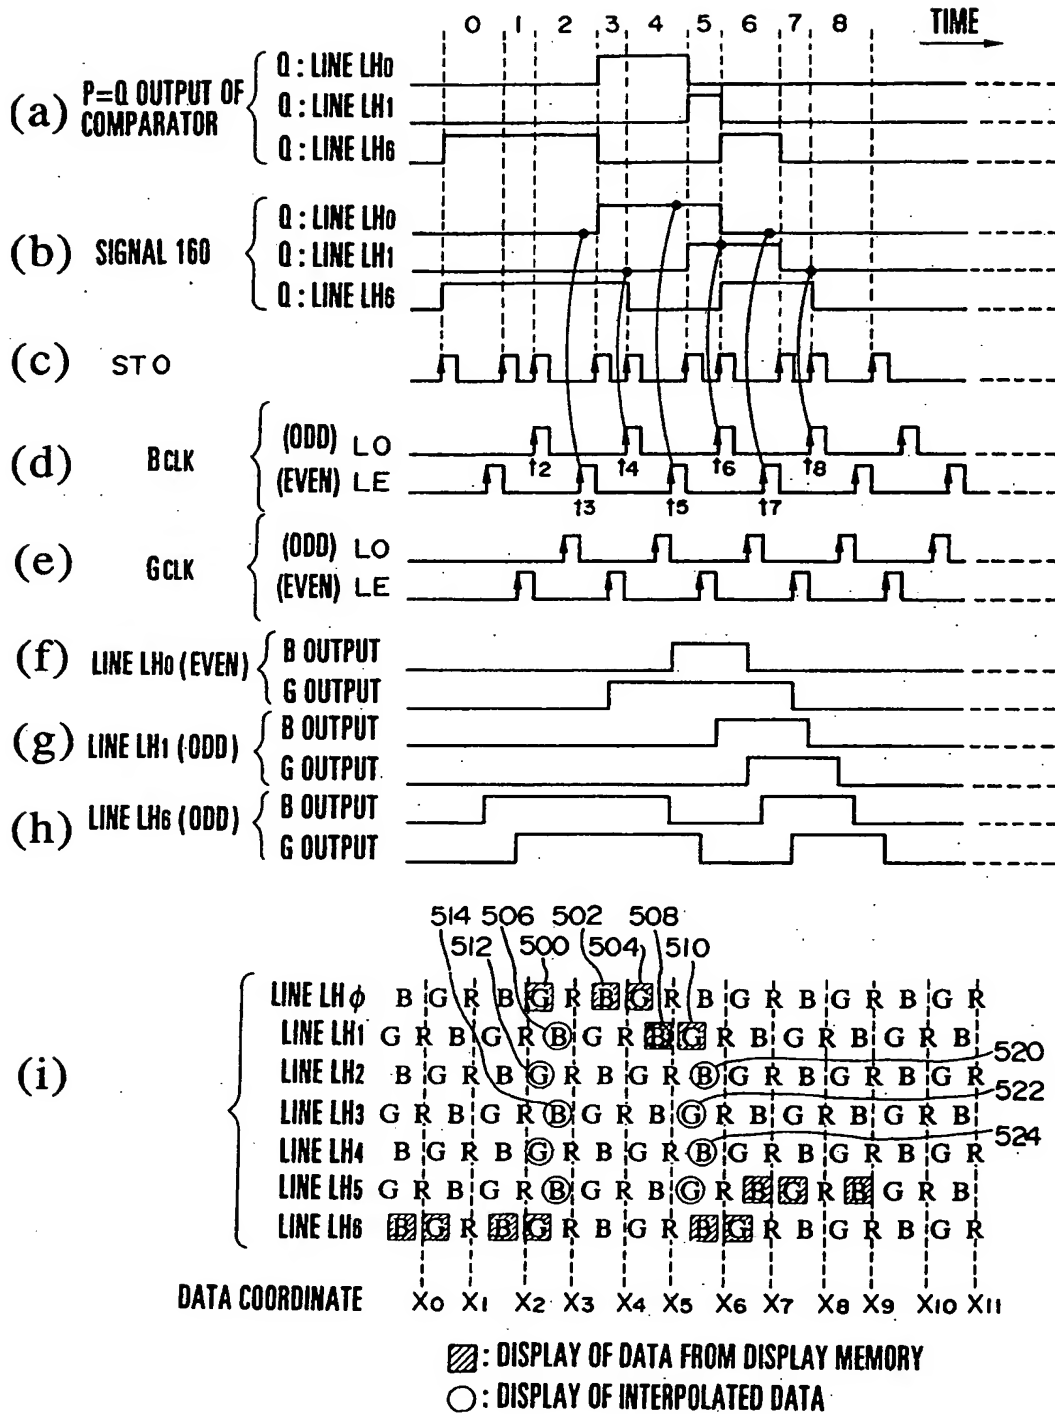 0 1 2 3 4 5 6 7 8 TIME
(a) P=Q OUTPUT OF COMPARATOR
Q : LINE LH0
Q : LINE LH1
Q : LINE LH6
(b) SIGNAL 160
Q : LINE LH0
Q : LINE LH1
Q : LINE LH6
(c) STO
(d) BCLK
(ODD) LO
t2 t4 t6 t8
(EVEN) LE
t3 t5 t7
(e) GCLK
(ODD) LO
(EVEN) LE
(f) LINE LH0 (EVEN)
B OUTPUT
G OUTPUT
(g) LINE LH1 (ODD)
B OUTPUT
G OUTPUT
(h) LINE LH6 (ODD)
B OUTPUT
G OUTPUT
514 506 502 508
512 500 504 510
(i)
LINE LH φ B G R B G R B G R B G R B G R B G R
LINE LH1 G R B G R B G R B G R B G R B G R B
520
LINE LH2 B G R B G R B G R B G R B G R B G R
522
LINE LH3 G R B G R B G R B G R B G R B G R B
524
LINE LH4 B G R B G R B G R B G R B G R B G R
LINE LH5 G R B G R B G R B G R B G R B G R B
LINE LH6 B G R B G R B G R B G R B G R B G R
DATA COORDINATE X0 X1 X2 X3 X4 X5 X6 X7 X8 X9 X10 X11
: DISPLAY OF DATA FROM DISPLAY MEMORY
: DISPLAY OF INTERPOLATED DATA